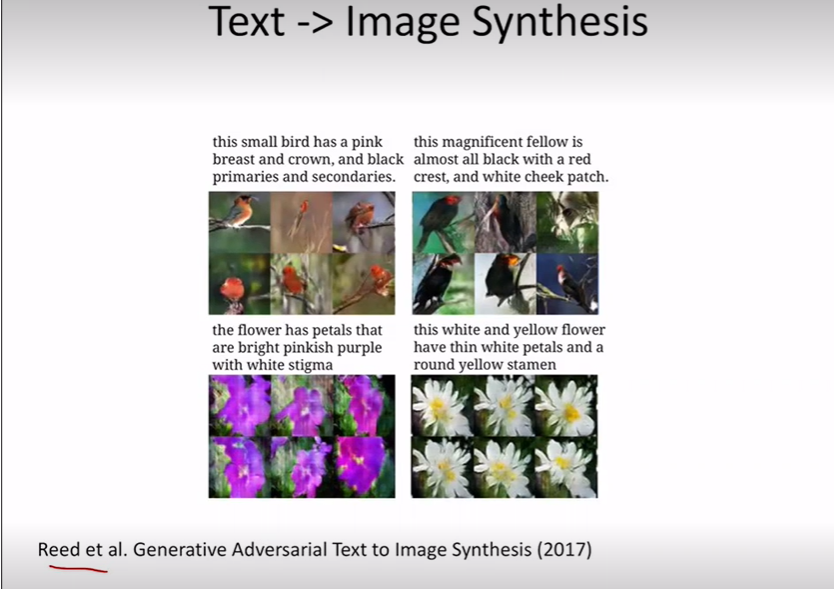 Text -> Image Synthesis
this small bird has a pink
breast and crown, and black
primaries and secondaries.
this magnificent fellow is
almost all black with a red
crest, and white cheek patch.
the flower has petals that
are bright pinkish purple
with white stigma
this white and yellow flower
have thin white petals and a
round yellow stamen
Reed et al. Generative Adversarial Text to Image Synthesis (2017)